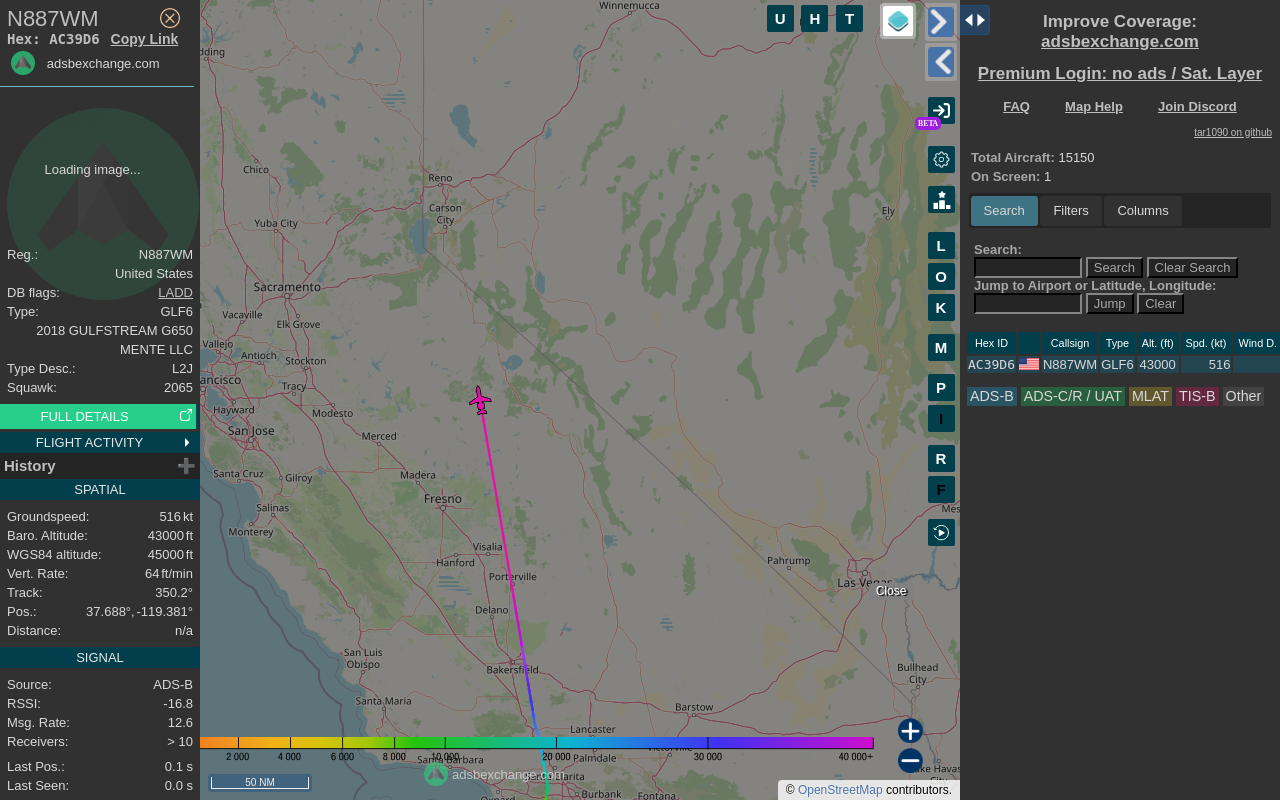 N887WM
Hex: AC39D6 Copy Link
adsbexchange.com
Loading image...
Reg.: N887WM
United States
DB flags: LADD
Type: GLF6
2018 GULFSTREAM G650
MENTE LLC
Type Desc.: L2J
Squawk: 2065
FULL DETAILS
FLIGHT ACTIVITY
History
SPATIAL
Groundspeed: 516 kt
Baro. Altitude: 43000 ft
WGS84 altitude: 45000 ft
Vert. Rate: 64 ft/min
Track: 350.2°
Pos.: 37.688°, -119.381°
Distance: n/a
SIGNAL
Source: ADS-B
RSSI: -16.8
Msg. Rate: 12.6
Receivers: > 10
Last Pos.: 0.1 s
Last Seen: 0.0 s
Winnemucca
dding
Chico
Reno
Carson
City
Yuba City
Ely
Sacramento
Vacaville
Elk Grove
Vallejo
Antioch
Stockton
ancisco
Tracy
Hayward
Modesto
San Jose
Merced
Santa Cruz
Gilroy
Madera
Fresno
Salinas
Monterey
Mes
Visalia
Hanford
Porterville
Pahrump
Las Vegas
Close
Delano
San Luis
Obispo
Bakersfield
Bullhead
City
Santa Maria
Barstow
Lancaster
Victorville
Palmdale
Santa Barbara
Santa Clarita
Lake Havas
City
Oxnard
Burbank
Fontana
2 000
4 000
6 000
8 000
10 000
20 000
30 000
40 000+
adsbexchange.com
50 NM
© OpenStreetMap contributors.
U H T
BETA
L
O
K
M
P
I
R
F
Improve Coverage:
adsbexchange.com
Premium Login: no ads / Sat. Layer
FAQ Map Help Join Discord
tar1090 on github
Total Aircraft: 15150
On Screen: 1
Search Filters Columns
Search:
Search Clear Search
Jump to Airport or Latitude, Longitude:
Jump Clear
Hex ID Callsign Type Alt. (ft) Spd. (kt) Wind D.
AC39D6 N887WM GLF6 43000 516
ADS-B ADS-C/R / UAT MLAT TIS-B Other